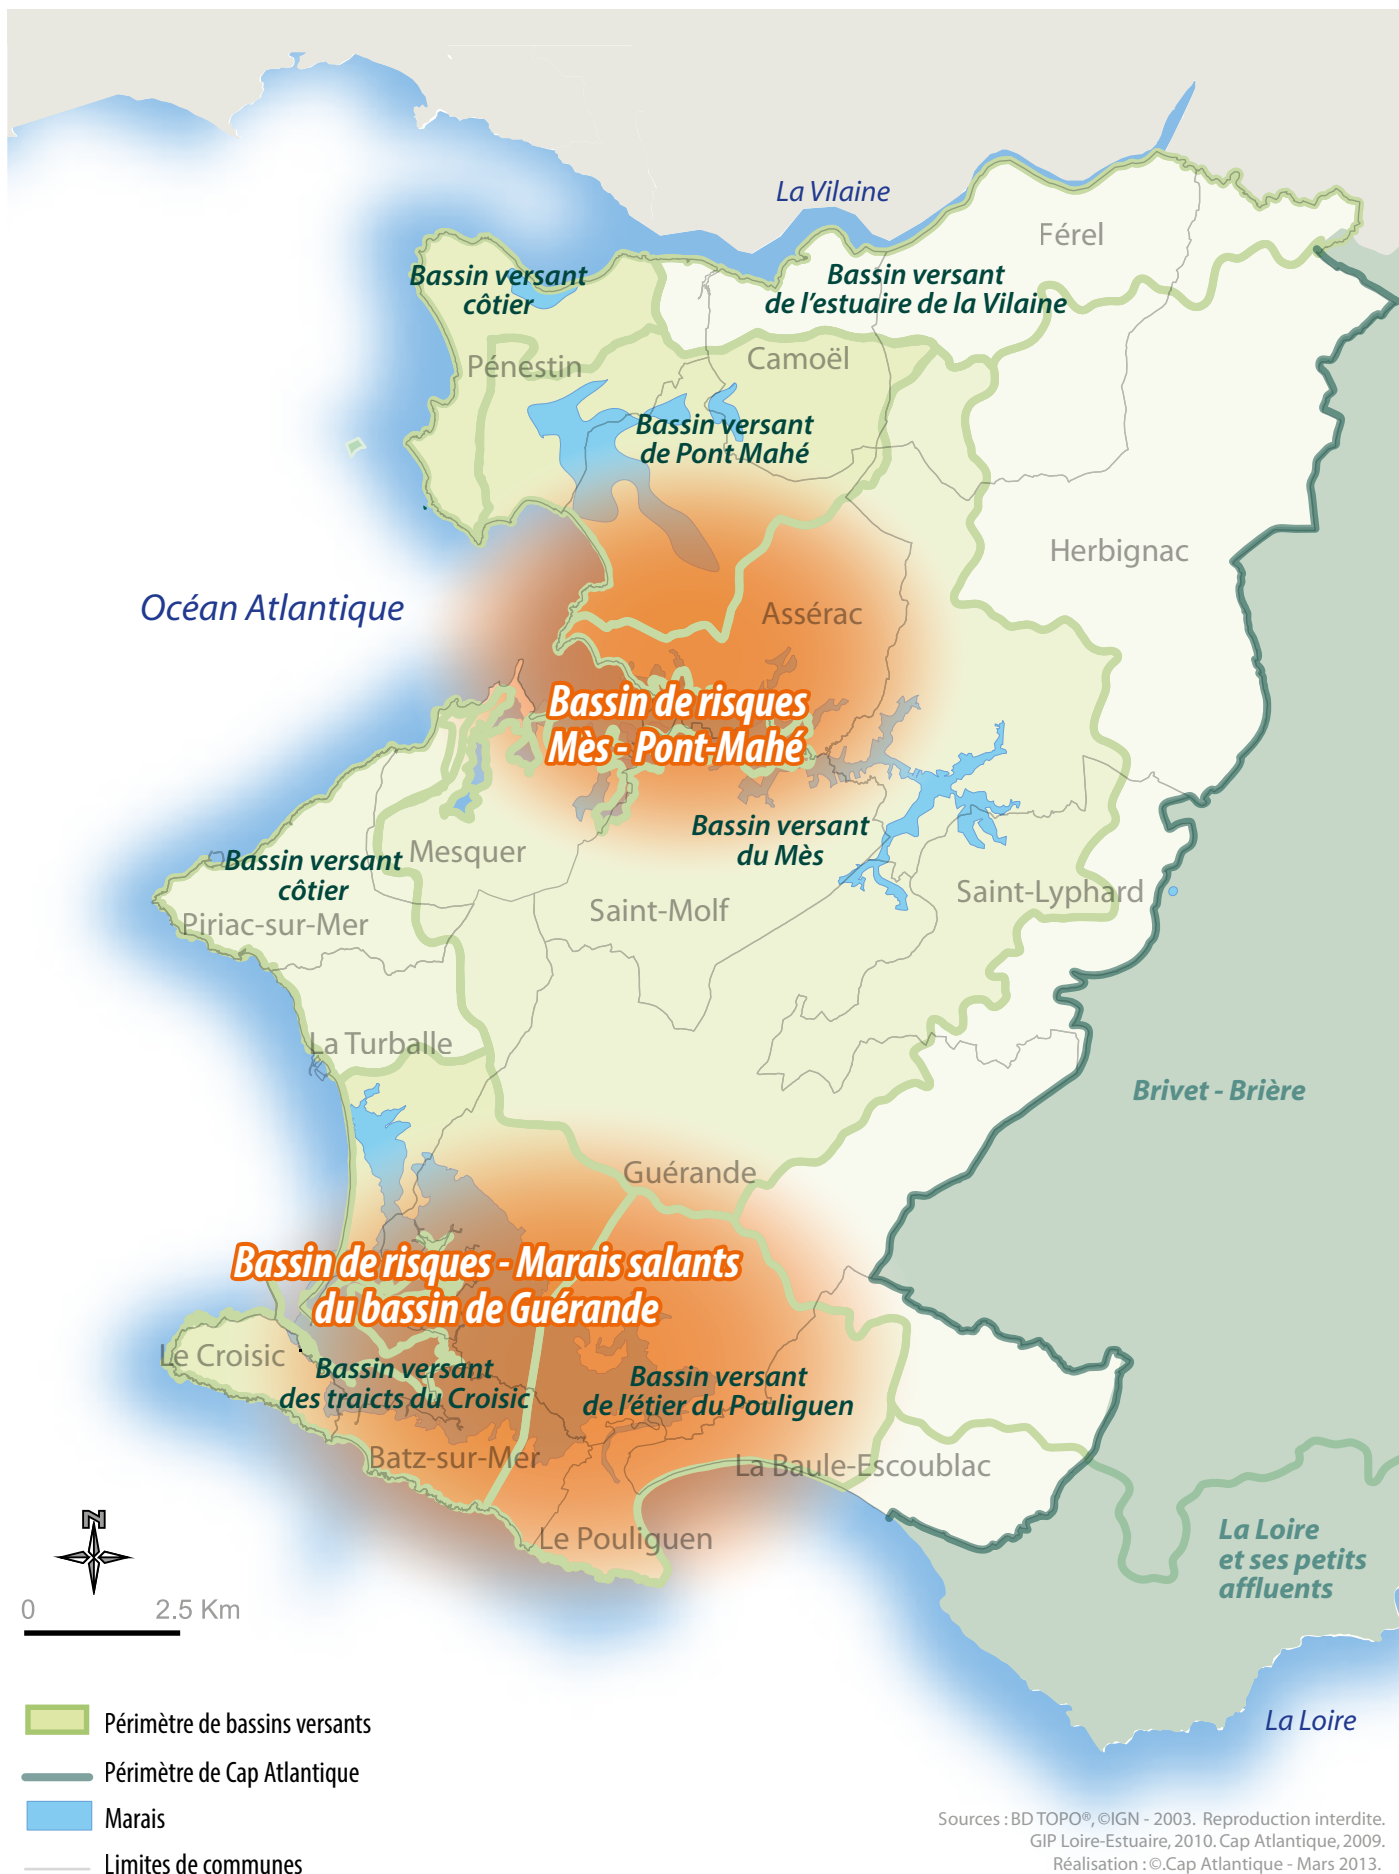 La Vilaine
Férel
Bassin versant
côtier
Bassin versant
de l'estuaire de la Vilaine
Pénestin
Camoël
Bassin versant
de Pont Mahé
Herbignac
Océan Atlantique
Assérac
Bassin de risques
Mès - Pont-Mahé
Bassin versant
du Mès
Mesquer
Bassin versant
côtier
Piriac-sur-Mer
Saint-Molf
Saint-Lyphard
La Turballe
Brivet - Brière
Guérande
Bassin de risques - Marais salants
du bassin de Guérande
Le Croisic
Bassin versant
des traicts du Croisic
Bassin versant
de l'étier du Pouliguen
Batz-sur-Mer
La Baule-Escoublac
Le Pouliguen
La Loire
et ses petits
affluents
N
0 2.5 Km
La Loire
Périmètre de bassins versants
Périmètre de Cap Atlantique
Marais
Limites de communes
Sources : BD TOPO®, ©IGN - 2003. Reproduction interdite.
GIP Loire-Estuaire, 2010. Cap Atlantique, 2009.
Réalisation : ©.Cap Atlantique - Mars 2013.